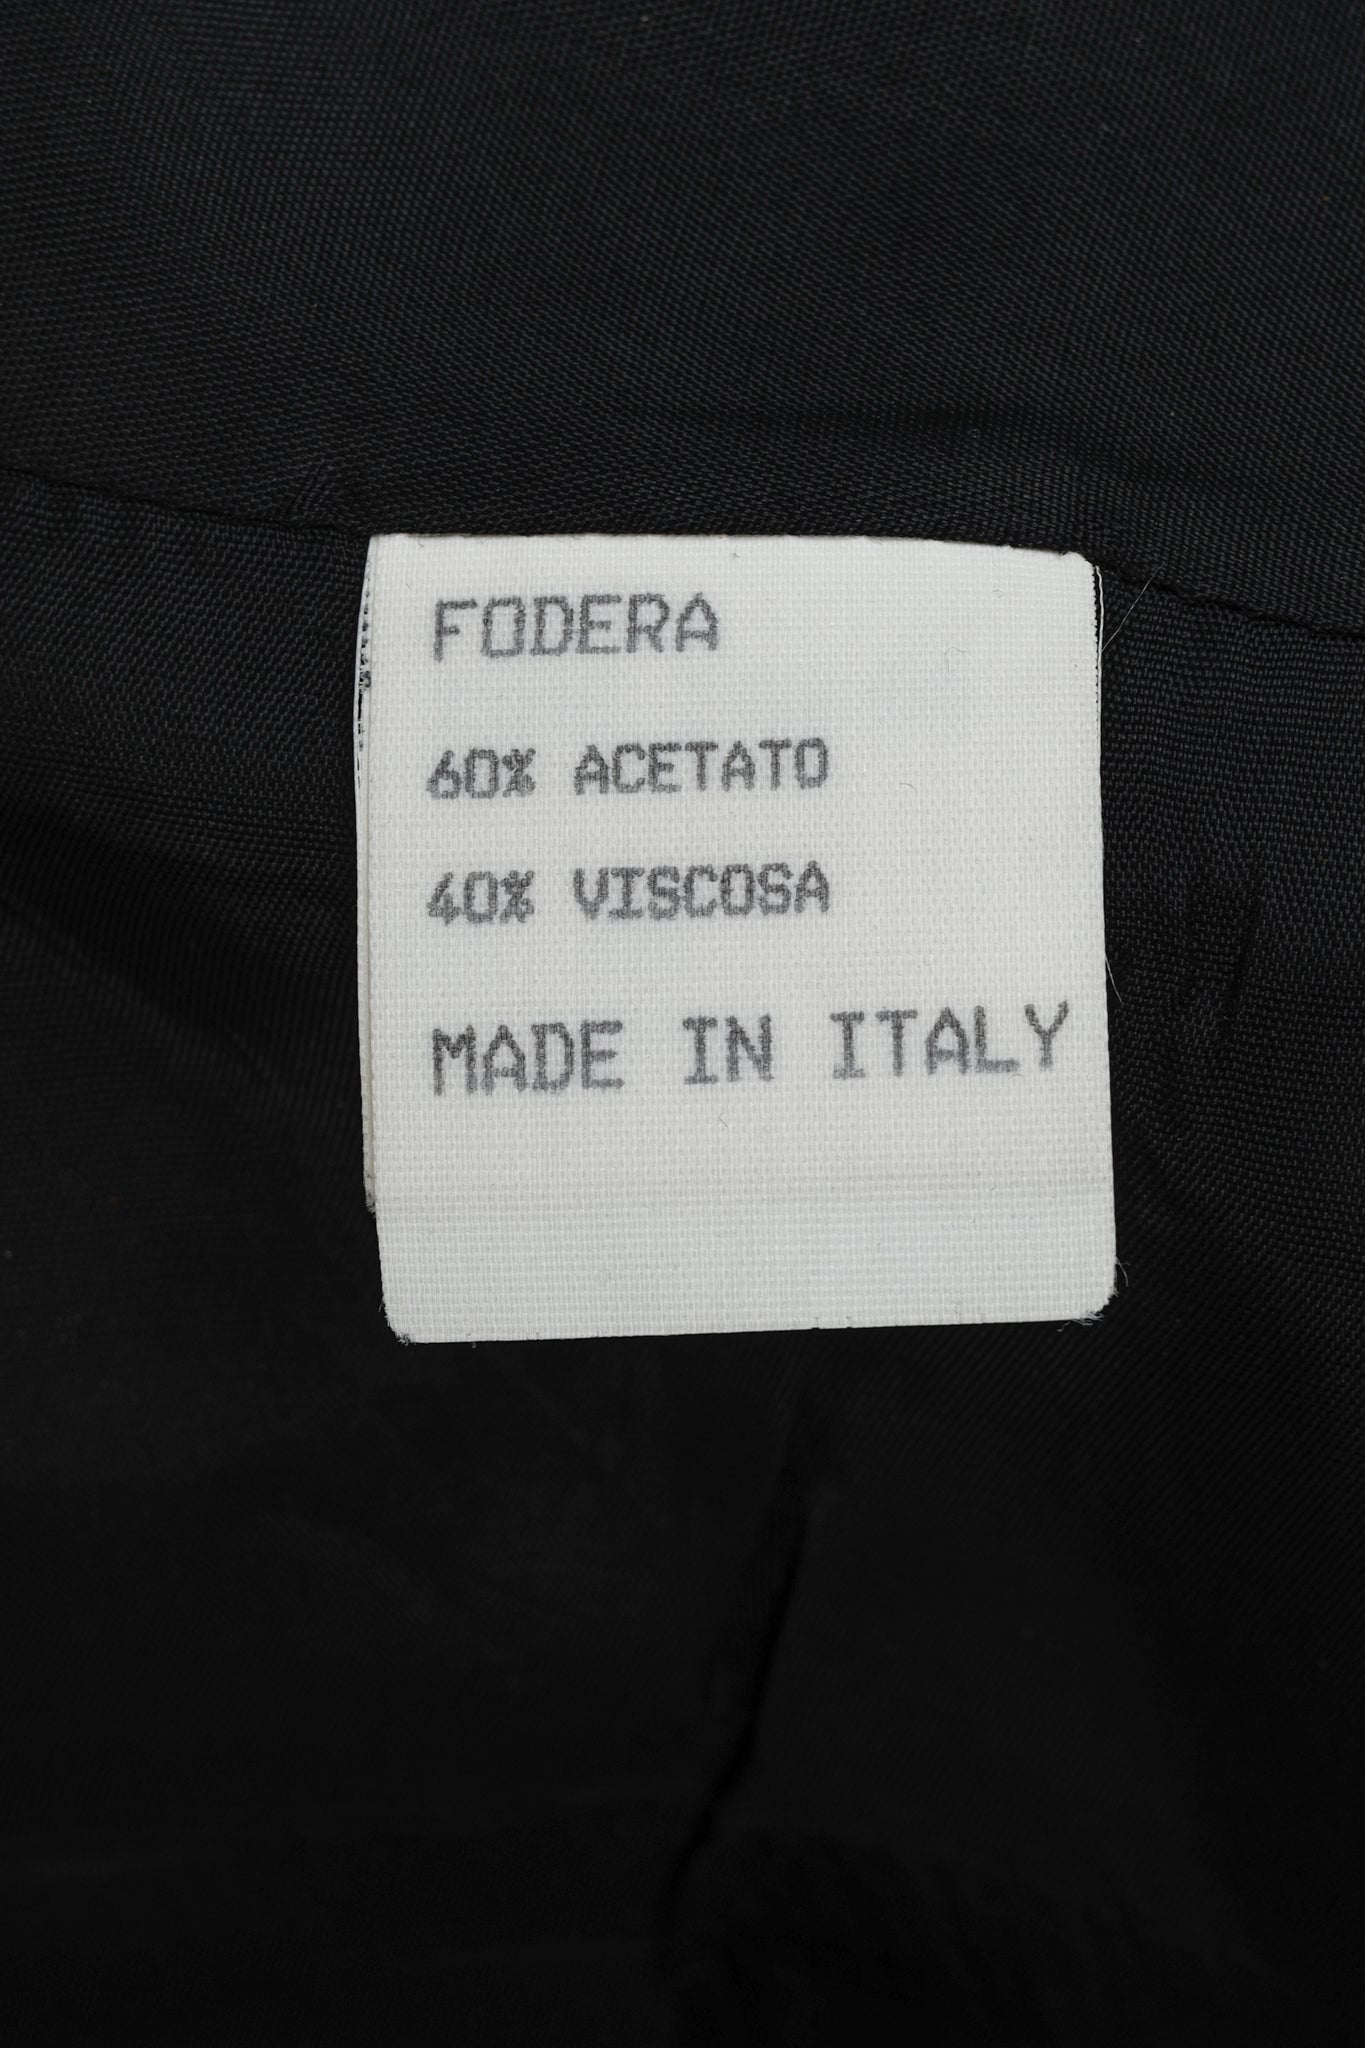 FODERA
60% ACETATO
40% VISCOSA
MADE IN ITALY